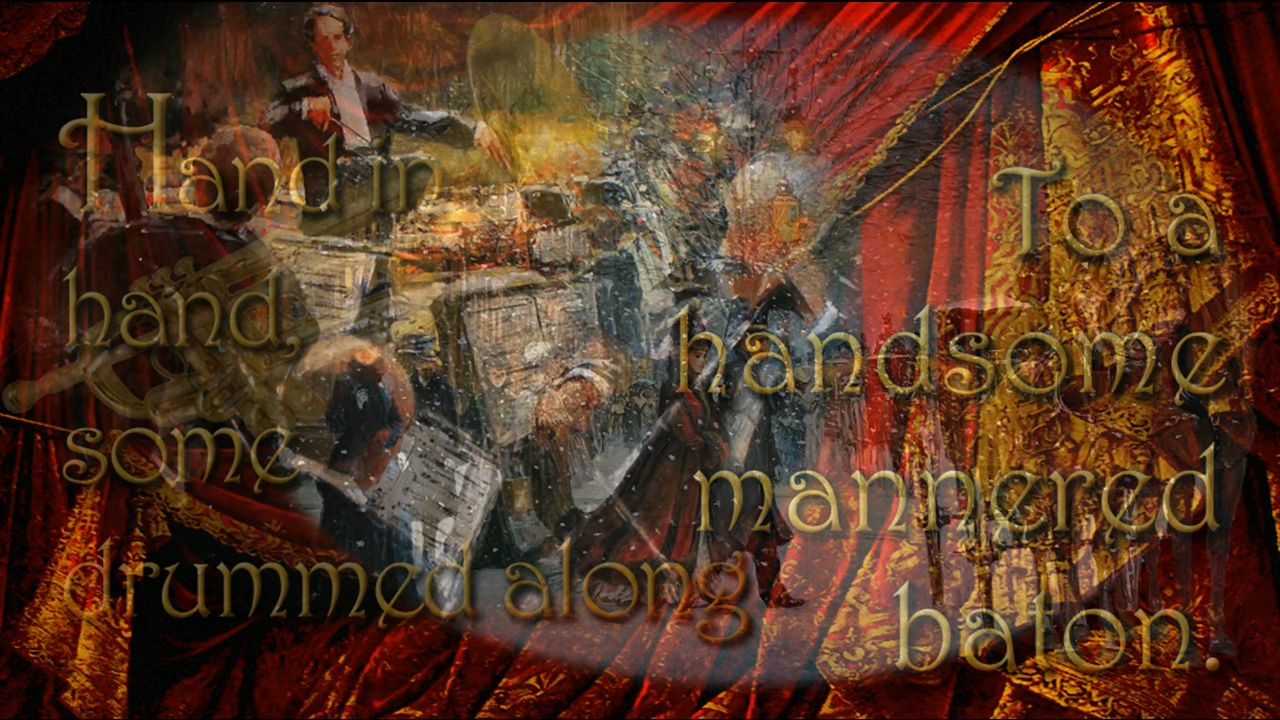 Hand in
hand,
some
drummed along
To a
handsome
mannered
baton.